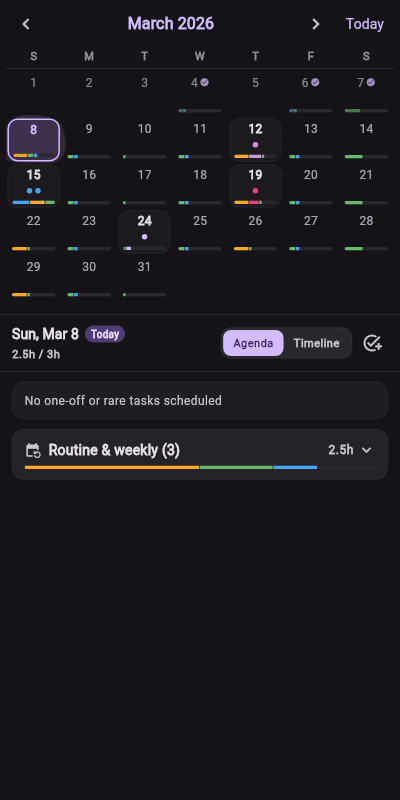 March 2026
Today
S M T W T F S
1 2 3 4 5 6 7
8 9 10 11 12 13 14
15 16 17 18 19 20 21
22 23 24 25 26 27 28
29 30 31
Sun, Mar 8 Today
2.5h / 3h
Agenda Timeline
No one-off or rare tasks scheduled
Routine & weekly (3) 2.5h